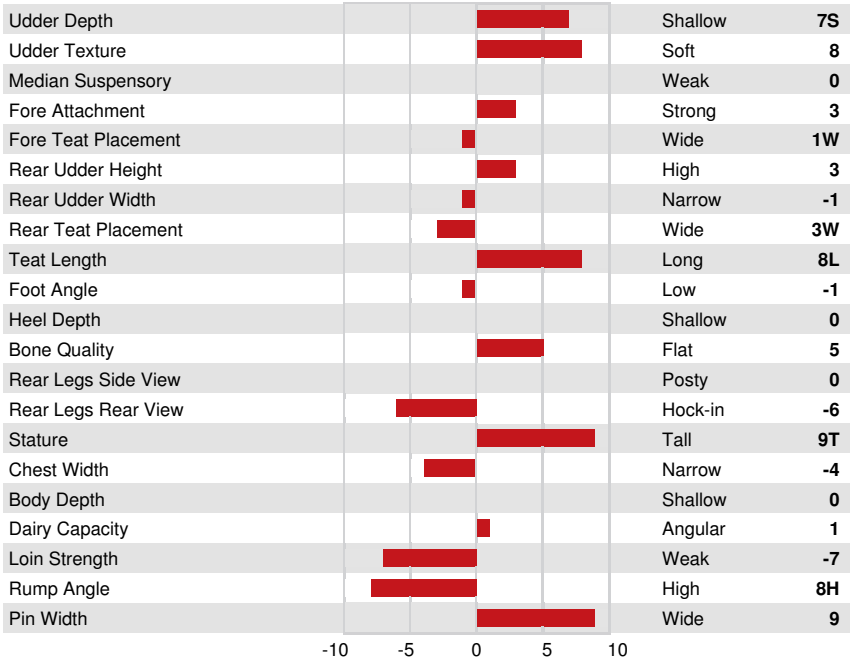 Udder Depth Shallow 7S
Udder Texture Soft 8
Median Suspensory Weak 0
Fore Attachment Strong 3
Fore Teat Placement Wide 1W
Rear Udder Height High 3
Rear Udder Width Narrow -1
Rear Teat Placement Wide 3W
Teat Length Long 8L
Foot Angle Low -1
Heel Depth Shallow 0
Bone Quality Flat 5
Rear Legs Side View Posty 0
Rear Legs Rear View Hock-in -6
Stature Tall 9T
Chest Width Narrow -4
Body Depth Shallow 0
Dairy Capacity Angular 1
Loin Strength Weak -7
Rump Angle High 8H
Pin Width Wide 9
-10 -5 0 5 10